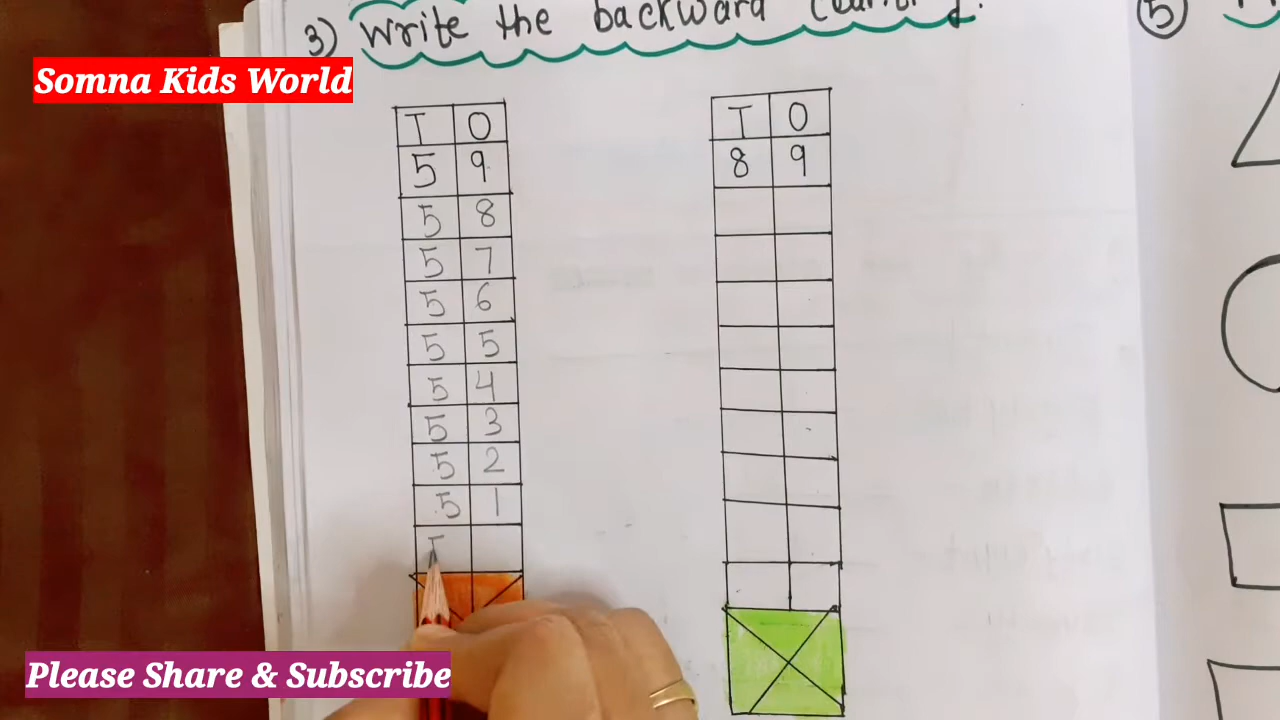 3) Write the backward
5
Somna Kids World
T O
5 9
5 8
5 7
5 6
5 5
5 4
5 3
5 2
5 1
T O
8 9
Please Share & Subscribe